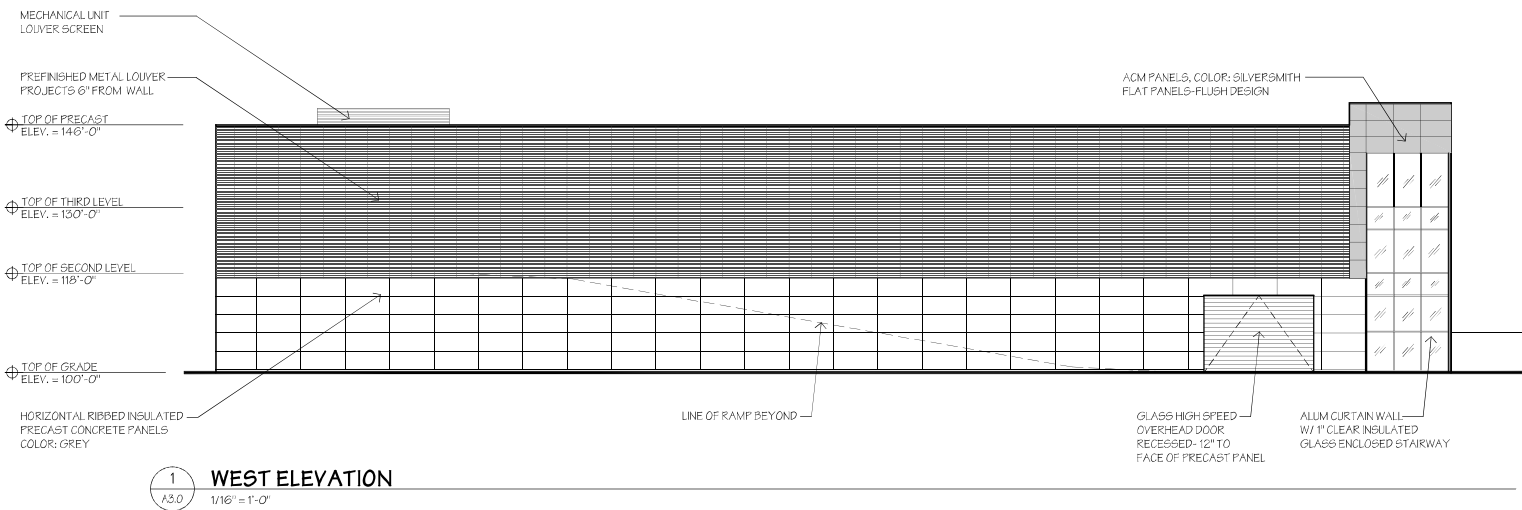 MECHANICAL UNIT
LOUVER SCREEN
PREFINISHED METAL LOUVER
PROJECTS 6" FROM WALL
TOP OF PRECAST
ELEV. = 146'-0"
TOP OF THIRD LEVEL
ELEV. = 130'-0"
TOP OF SECOND LEVEL
ELEV. = 118'-0"
TOP OF GRADE
ELEV. = 100'-0"
ACM PANELS, COLOR: SILVERSMITH
FLAT PANELS-FLUSH DESIGN
HORIZONTAL RIBBED INSULATED
PRECAST CONCRETE PANELS
COLOR: GREY
LINE OF RAMP BEYOND
GLASS HIGH SPEED
OVERHEAD DOOR
RECESSED- 12" TO
FACE OF PRECAST PANEL
ALUM CURTAIN WALL
W/ 1" CLEAR INSULATED
GLASS ENCLOSED STAIRWAY
1
A3.0
WEST ELEVATION
1/16" = 1'-0"